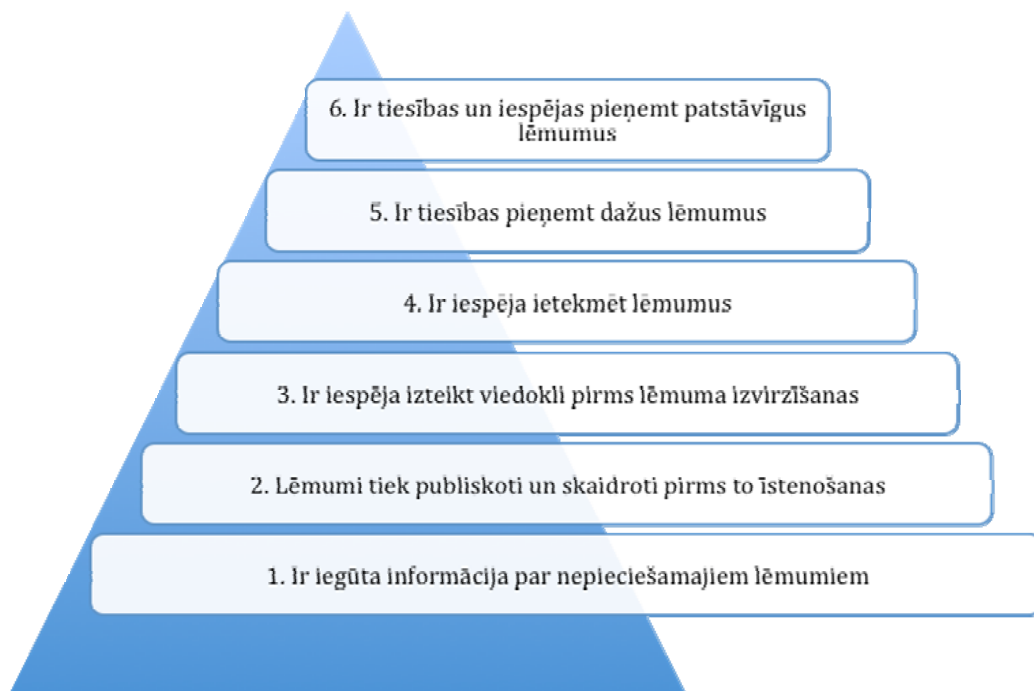 6. Ir tiesības un iespējas pieņemt patstāvīgus
lēmumus
5. Ir tiesības pieņemt dažus lēmumus
4. Ir iespēja ietekmēt lēmumus
3. Ir iespēja izteikt viedokli pirms lēmuma izvirzīšanas
2. Lēmumi tiek publiskoti un skaidroti pirms to īstenošanas
1. Ir iegūta informācija par nepieciešamajiem lēmumiem